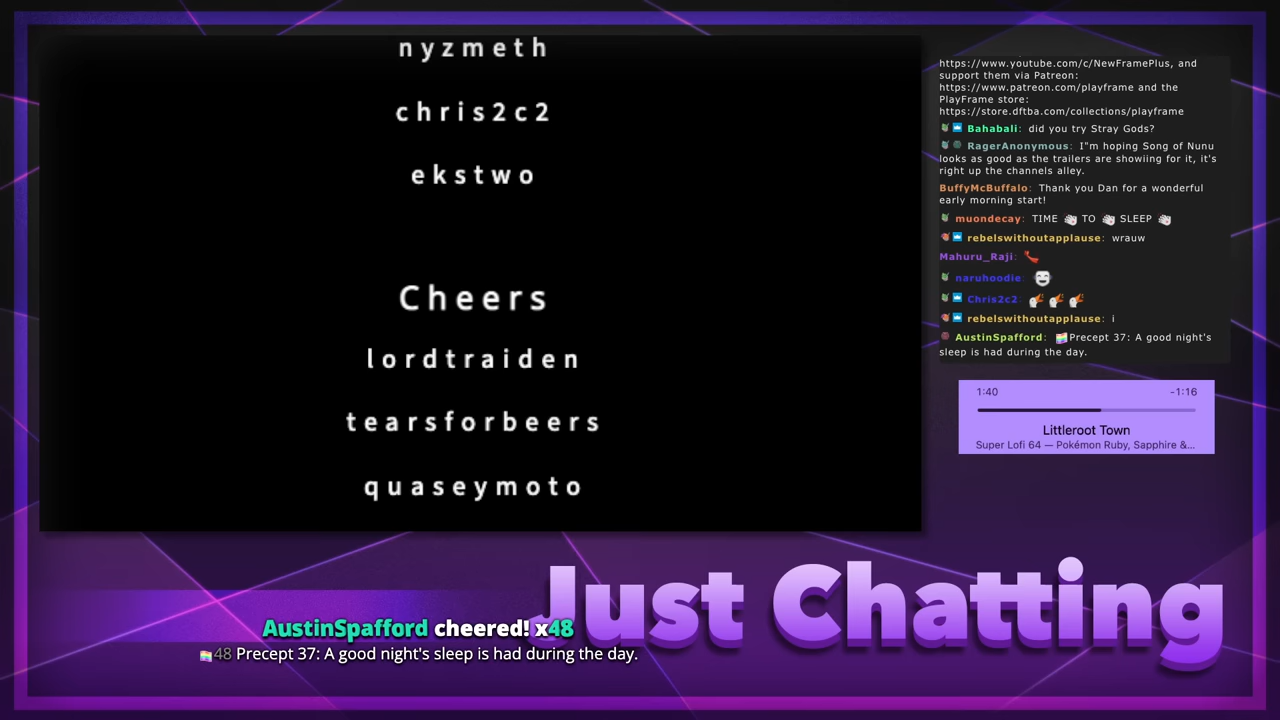 nyzmeth
chris2c2
ekstwo
Cheers
lordtraiden
tearsforbeers
quaseymoto
https://www.youtube.com/c/NewFramePlus, and
support them via Patreon:
https://www.patreon.com/playframe and the
PlayFrame store:
https://store.dftba.com/collections/playframe
Bahabali: did you try Stray Gods?
RagerAnonymous: I"m hoping Song of Nunu
looks as good as the trailers are showiing for it, it's
right up the channels alley.
BuffyMcBuffalo: Thank you Dan for a wonderful
early morning start!
muondecay: TIME TO SLEEP
rebelswithoutapplause: wrauw
Mahuru_Raji:
naruhoodie:
Chris2c2:
rebelswithoutapplause: i
AustinSpafford: Precept 37: A good night's
sleep is had during the day.
1:40 -1:16
Littleroot Town
Super Lofi 64 — Pokémon Ruby, Sapphire &...
Just Chatting
AustinSpafford cheered! x48
48 Precept 37: A good night's sleep is had during the day.